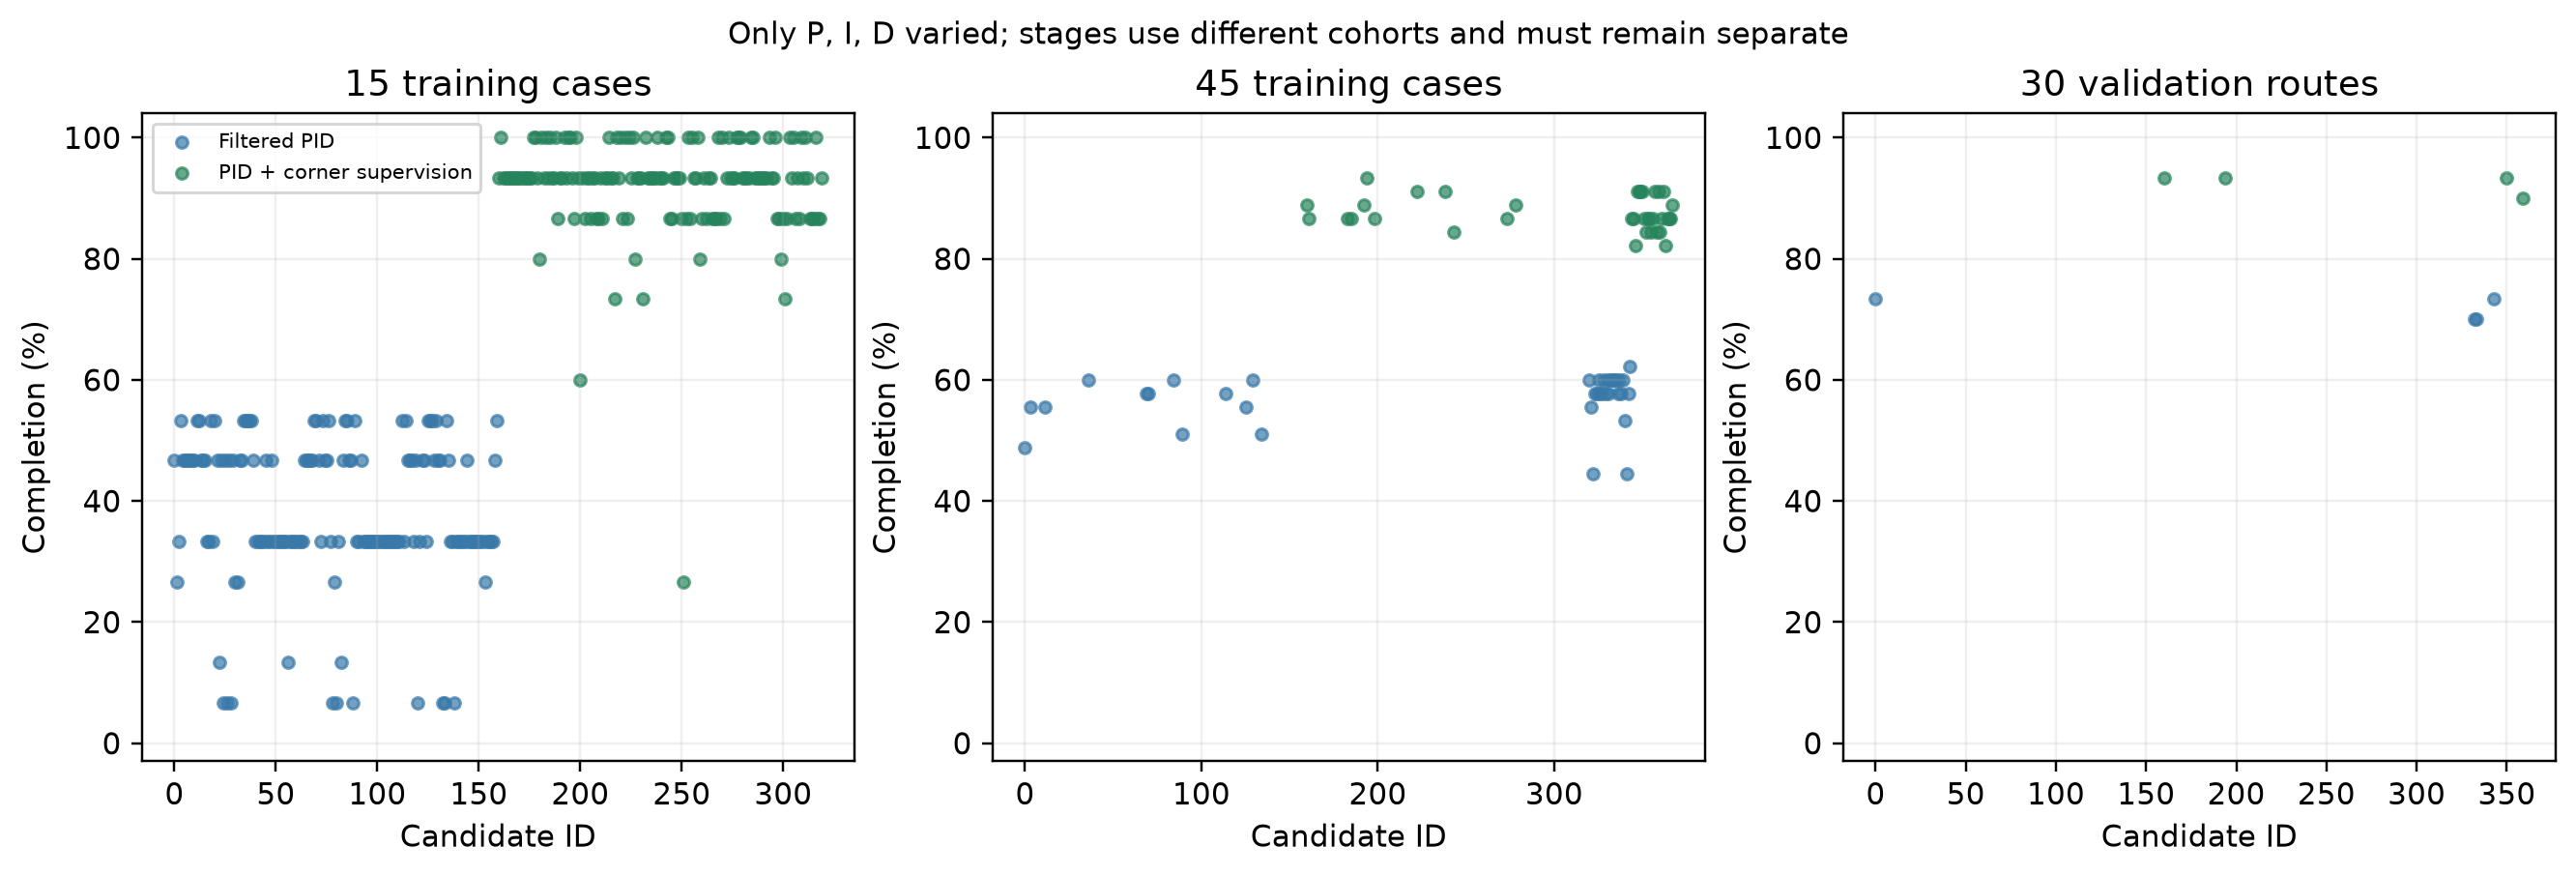 Only P, I, D varied; stages use different cohorts and must remain separate
15 training cases
Completion (%)
100
80
60
40
20
0
Filtered PID
PID + corner supervision
0 50 100 150 200 250 300
Candidate ID
45 training cases
Completion (%)
100
80
60
40
20
0
0 100 200 300
Candidate ID
30 validation routes
Completion (%)
100
80
60
40
20
0
0 50 100 150 200 250 300 350
Candidate ID